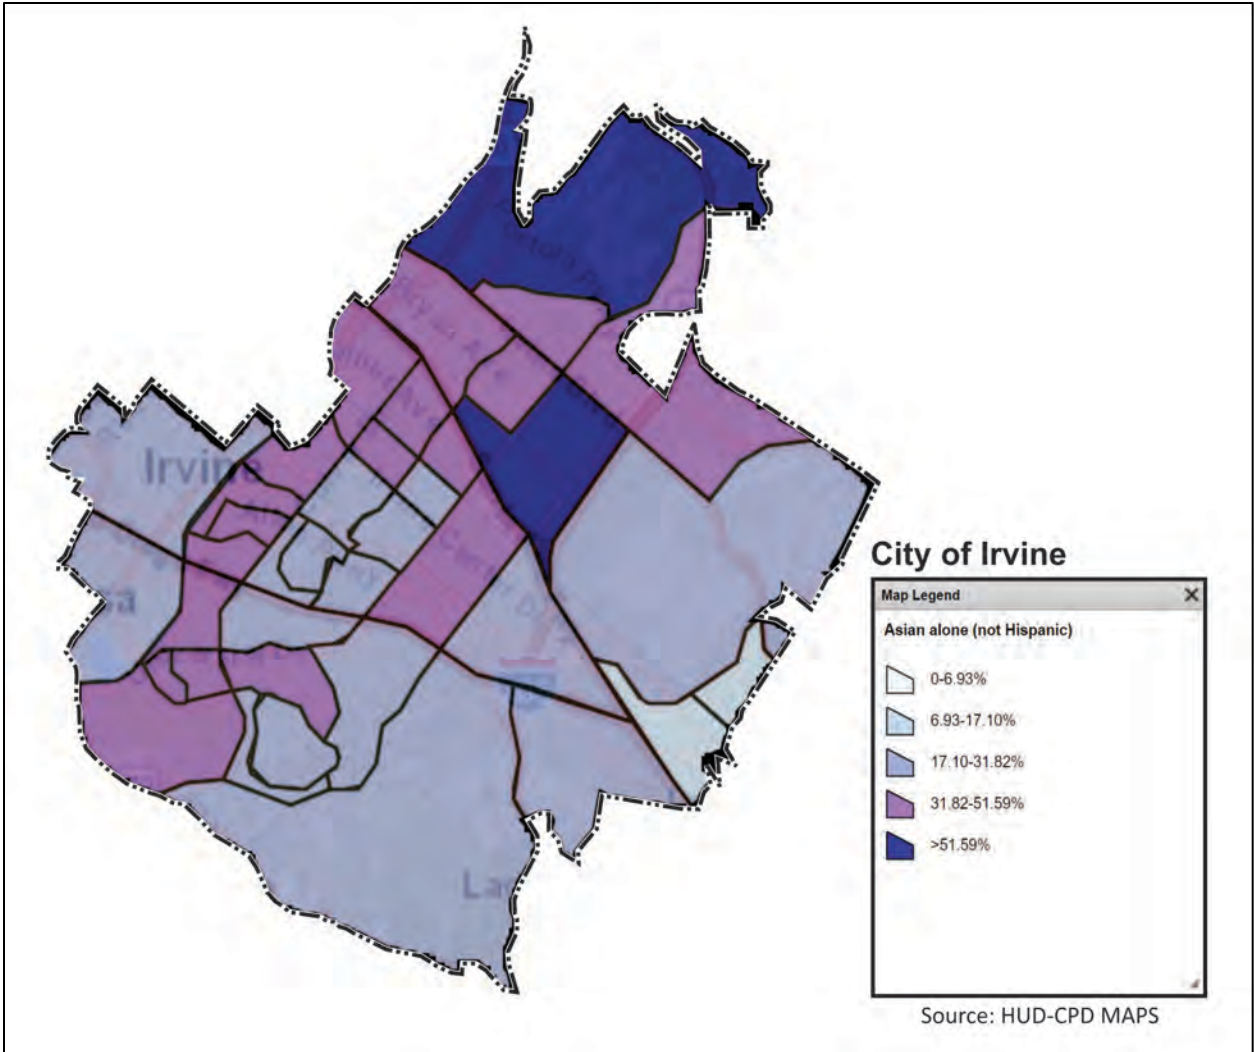 Irvine
City of Irvine
Map Legend
Asian alone (not Hispanic)
0-6.93%
6.93-17.10%
17.10-31.82%
31.82-51.59%
>51.59%
Source: HUD-CPD MAPS